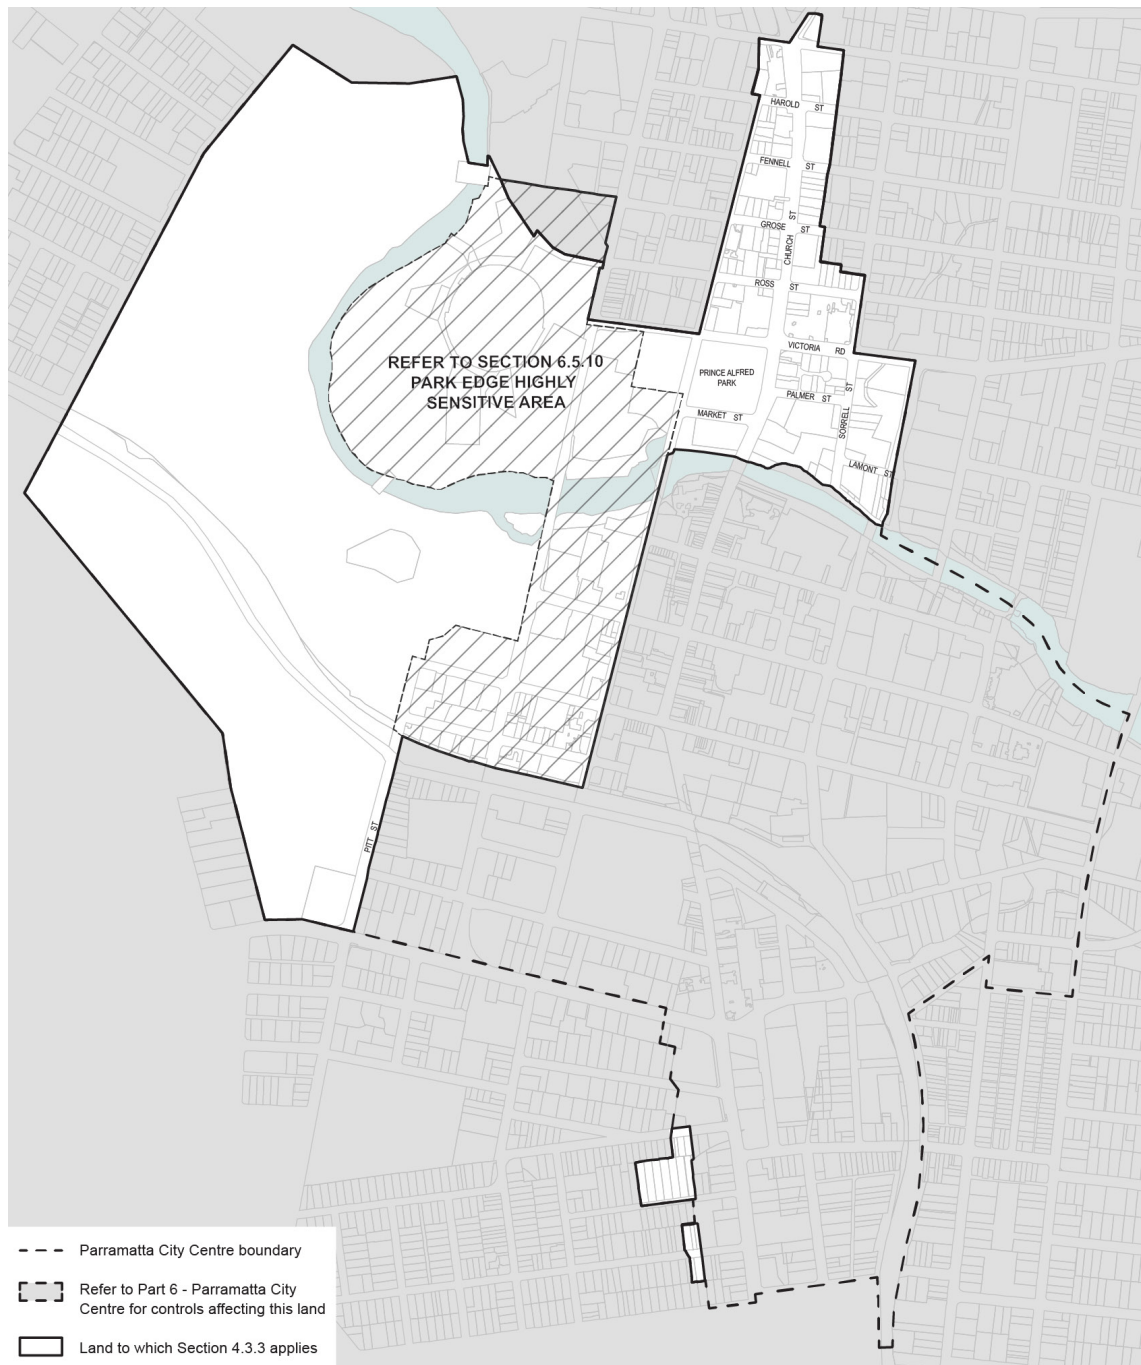 HAROLD ST
FENNELL ST
GROSE ST
CHURCH ST
ROSS ST
VICTORIA RD
REFER TO SECTION 6.5.10
PARK EDGE HIGHLY
SENSITIVE AREA
PRINCE ALFRED
PARK
PALMER ST
SORRELL ST
MARKET ST
LAMONT ST
PITT ST
Parramatta City Centre boundary
Refer to Part 6 - Parramatta City
Centre for controls affecting this land
Land to which Section 4.3.3 applies